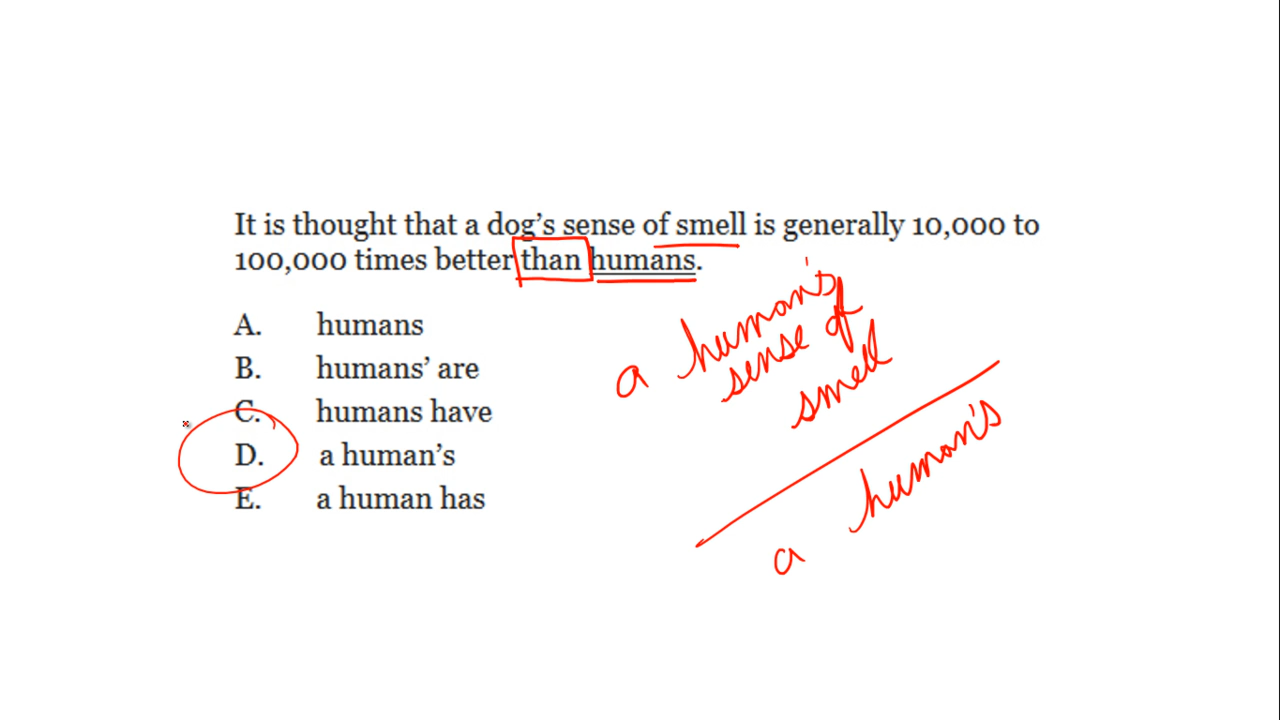 It is thought that a dog’s sense of smell is generally 10,000 to
100,000 times better than humans.
A. humans
B. humans’ are
C. humans have
D. a human’s
E. a human has
a human's
sense of
smell
a human's